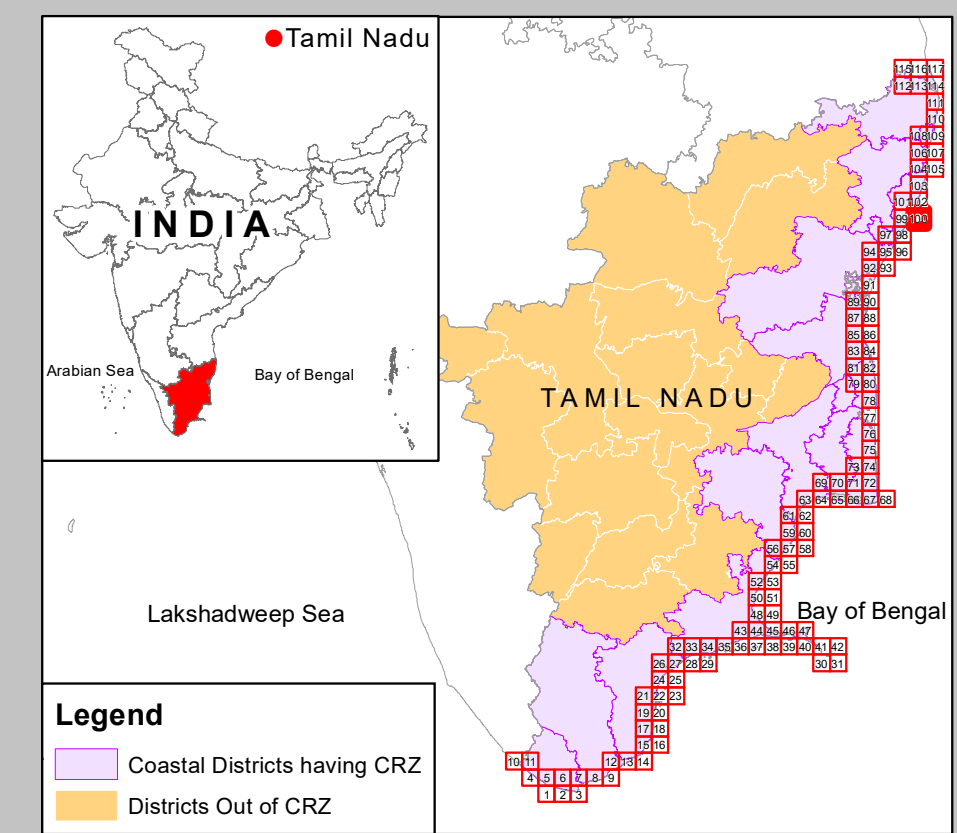 Tamil Nadu
INDIA
Arabian Sea
Bay of Bengal
115 116 117
112 113 114
111
110
108 109
106 107
104 105
103
101 102
99 100
97 98
94 95 96
92 93
91
89 90
87 88
85 86
83 84
81 82
79 80
TAMIL NADU
78
77
76
75
73 74
69 70 71 72
63 64 65 66 67 68
61 62
59 60
56 57 58
54 55
52 53
50 51
48 49
Lakshadweep Sea
Bay of Bengal
43 44 45 46 47
32 33 34 35 36 37 38 39 40 41 42
26 27 28 29 30 31
24 25
21 22 23
19 20
17 18
15 16
10 11 12 13 14
4 5 6 7 8 9
1 2 3
Legend
Coastal Districts having CRZ
Districts Out of CRZ